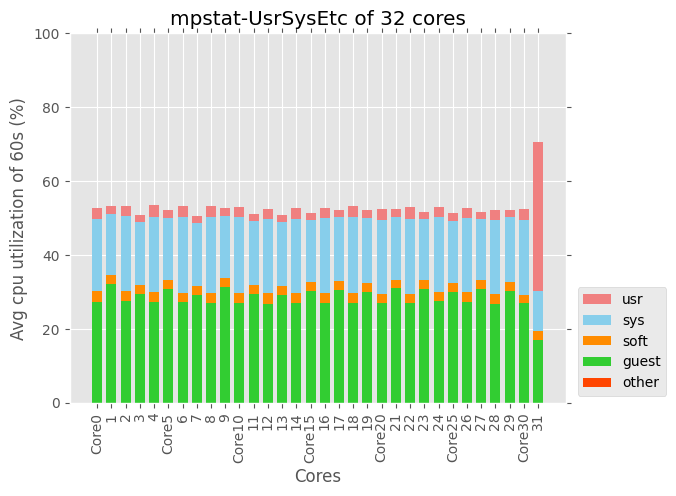 mpstat-UsrSysEtc of 32 cores
100
80
60
40
20
0
Avg cpu utilization of 60s (%)
Core0
1
2
3
4
Core5
6
7
8
9
Core10
11
12
13
14
Core15
16
17
18
19
Core20
21
22
23
24
Core25
26
27
28
29
Core30
31
Cores
usr
sys
soft
guest
other